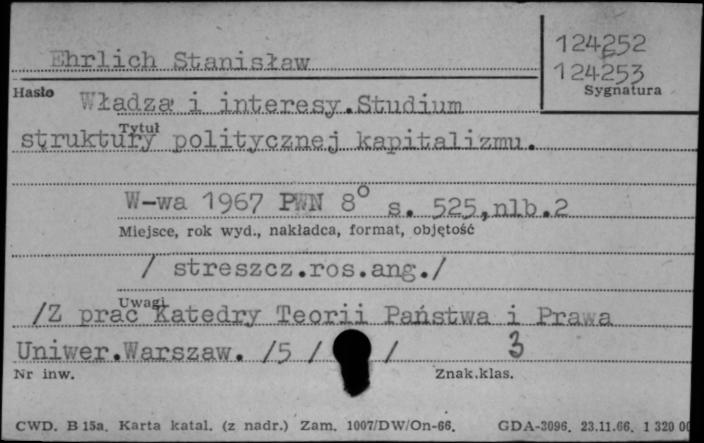 Ehrlich Stanisław
124252
124253
Hasło
Sygnatura
Władza i interesy.Studium
Tytuł
struktury politycznej kapitalizmu.
W-wa 1967 PWN 8° s. 525,nlb.2
Miejsce, rok wyd., nakładca, format, objętość
/ streszcz.ros.ang./
Uwagi
/Z prac Katedry Teorii Państwa i Prawa
Uniwer.Warszaw. /5 / / 3
Nr inw.
Znak.klas.
CWD. B 15a. Karta katal. (z nadr.) Zam. 1007/DW/On-66. GDA-3096. 23.11.66. 1 320 00